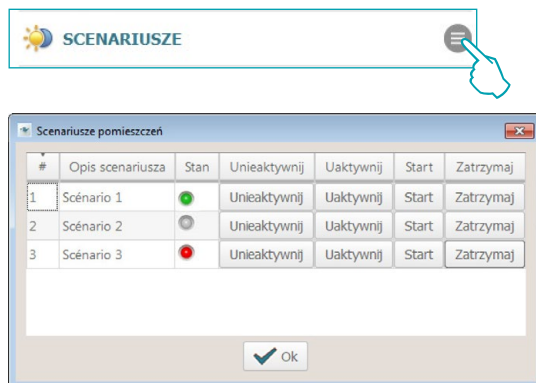 SCENARIUSZE
Scenariusze pomieszczeń
# Opis scenariusza Stan Unieaktywnij Uaktywnij Start Zatrzymaj
1 Scénario 1 Unieaktywnij Uaktywnij Start Zatrzymaj
2 Scénario 2 Unieaktywnij Uaktywnij Start Zatrzymaj
3 Scénario 3 Unieaktywnij Uaktywnij Start Zatrzymaj
Ok